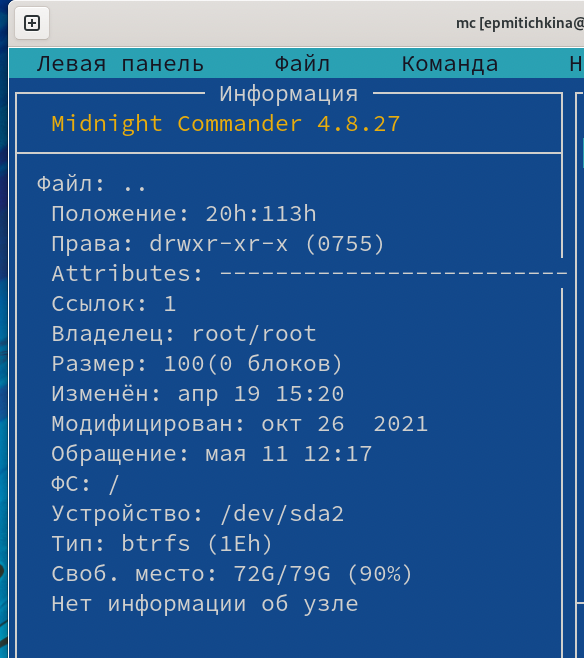 mc [epmitichkina@
Левая панель Файл Команда Н
Информация
Midnight Commander 4.8.27
Файл: ..
Положение: 20h:113h
Права: drwxr-xr-x (0755)
Attributes: -------------------------
Ссылок: 1
Владелец: root/root
Размер: 100(0 блоков)
Изменён: апр 19 15:20
Модифицирован: окт 26  2021
Обращение: мая 11 12:17
ФС: /
Устройство: /dev/sda2
Тип: btrfs (1Eh)
Своб. место: 72G/79G (90%)
Нет информации об узле